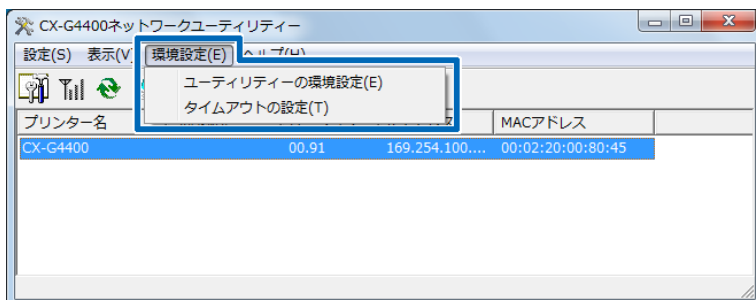 CX-G4400ネットワークユーティリティー
設定(S) 表示(V) 環境設定(E) ヘルプ(H)
ユーティリティーの環境設定(E)
タイムアウトの設定(T)
プリンター名 MACアドレス
CX-G4400 00.91 169.254.100.... 00:02:20:00:80:45